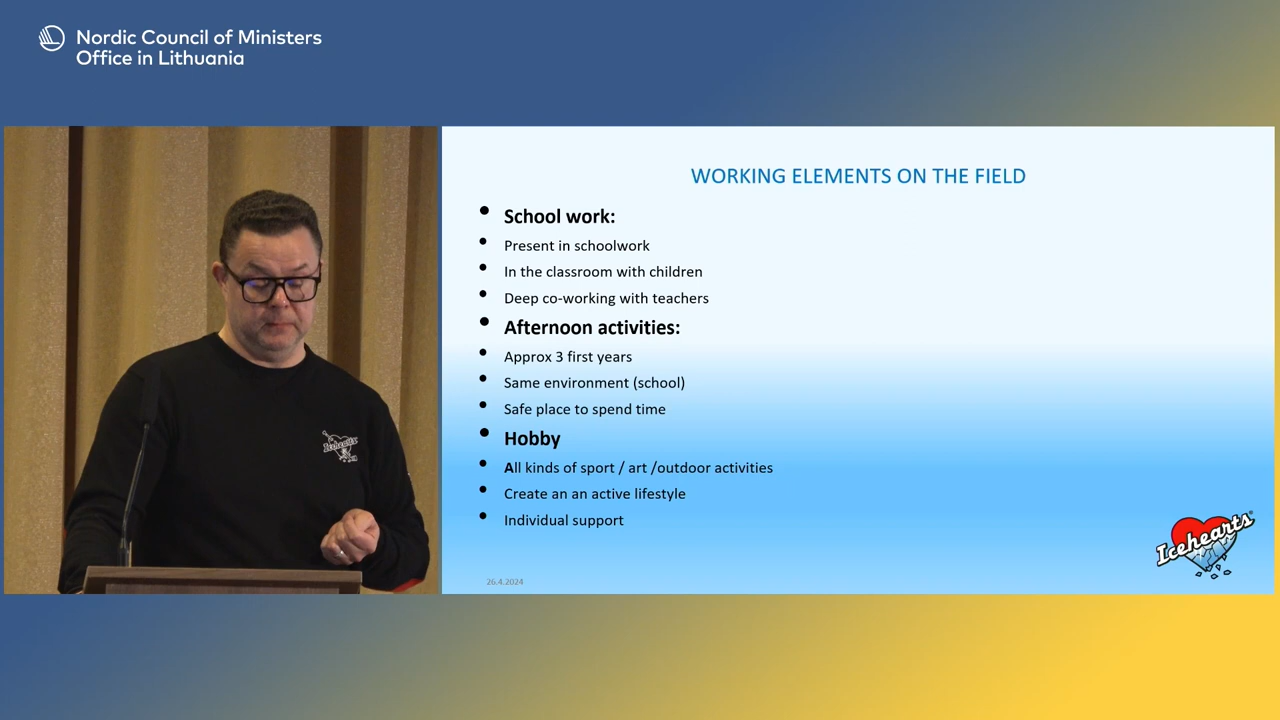 Nordic Council of Ministers
Office in Lithuania
WORKING ELEMENTS ON THE FIELD
• School work:
• Present in schoolwork
• In the classroom with children
• Deep co-working with teachers
• Afternoon activities:
• Approx 3 first years
• Same environment (school)
• Safe place to spend time
• Hobby
• All kinds of sport / art /outdoor activities
• Create an an active lifestyle
• Individual support
Icehearts
Icehearts
26.4.2024